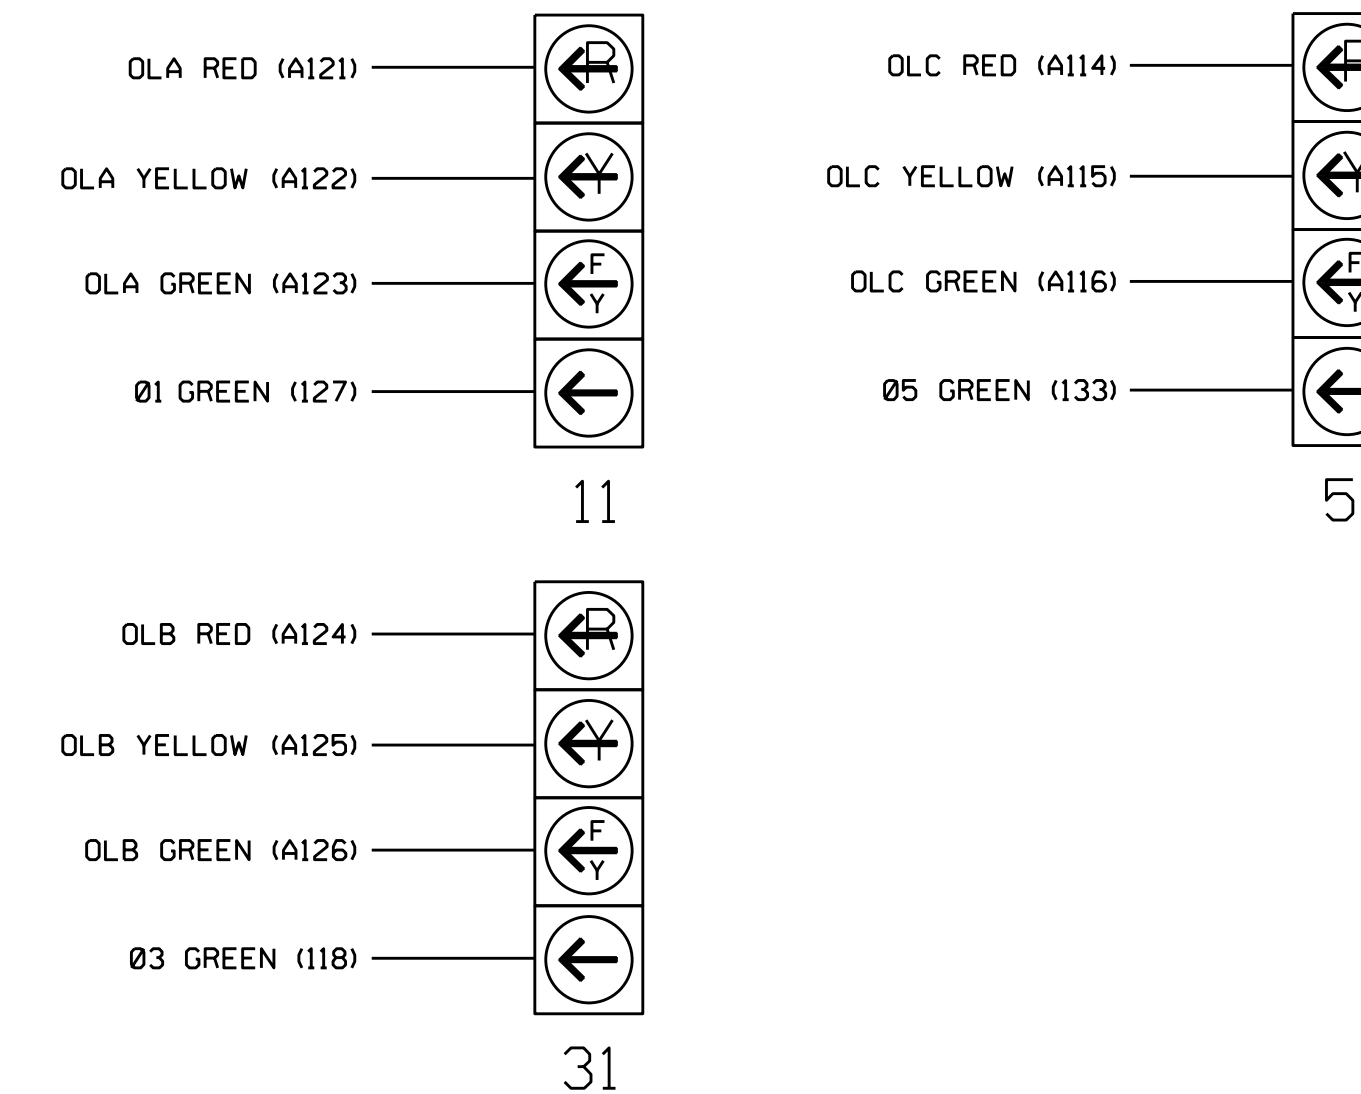 OLA RED (A121)
R
OLA YELLOW (A122)
Y
OLA GREEN (A123)
F
Y
Ø1 GREEN (127)
11
OLC RED (A114)
OLC YELLOW (A115)
Y
OLC GREEN (A116)
F
Y
Ø5 GREEN (133)
5
OLB RED (A124)
R
OLB YELLOW (A125)
Y
OLB GREEN (A126)
F
Y
Ø3 GREEN (118)
31